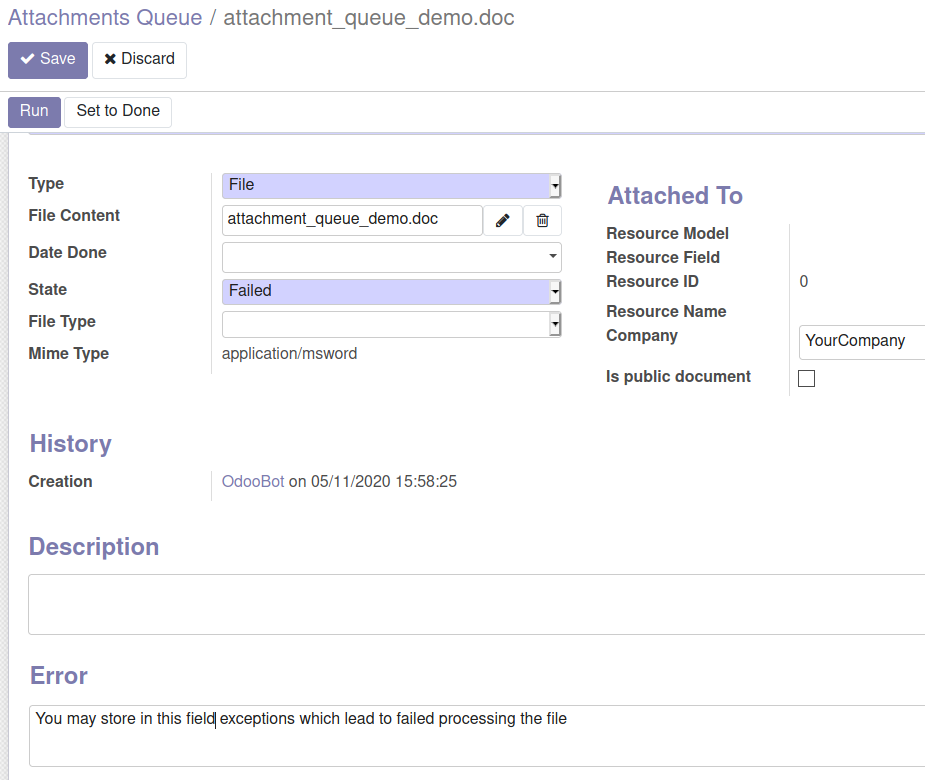 Attachments Queue / attachment_queue_demo.doc
Save Discard
Run Set to Done
Type File
File Content attachment_queue_demo.doc
Date Done
State Failed
File Type
Mime Type application/msword
Attached To
Resource Model
Resource Field
Resource ID 0
Resource Name
Company YourCompany
Is public document
History
Creation OdooBot on 05/11/2020 15:58:25
Description
Error
You may store in this field exceptions which lead to failed processing the file